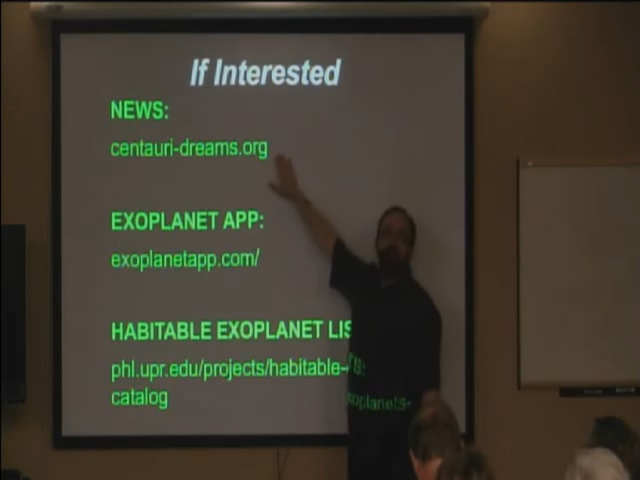 If Interested
NEWS:
centauri-dreams.org
EXOPLANET APP:
exoplanetapp.com/
HABITABLE EXOPLANET LIS
phl.upr.edu/projects/habitable-
exoplanets-
catalog